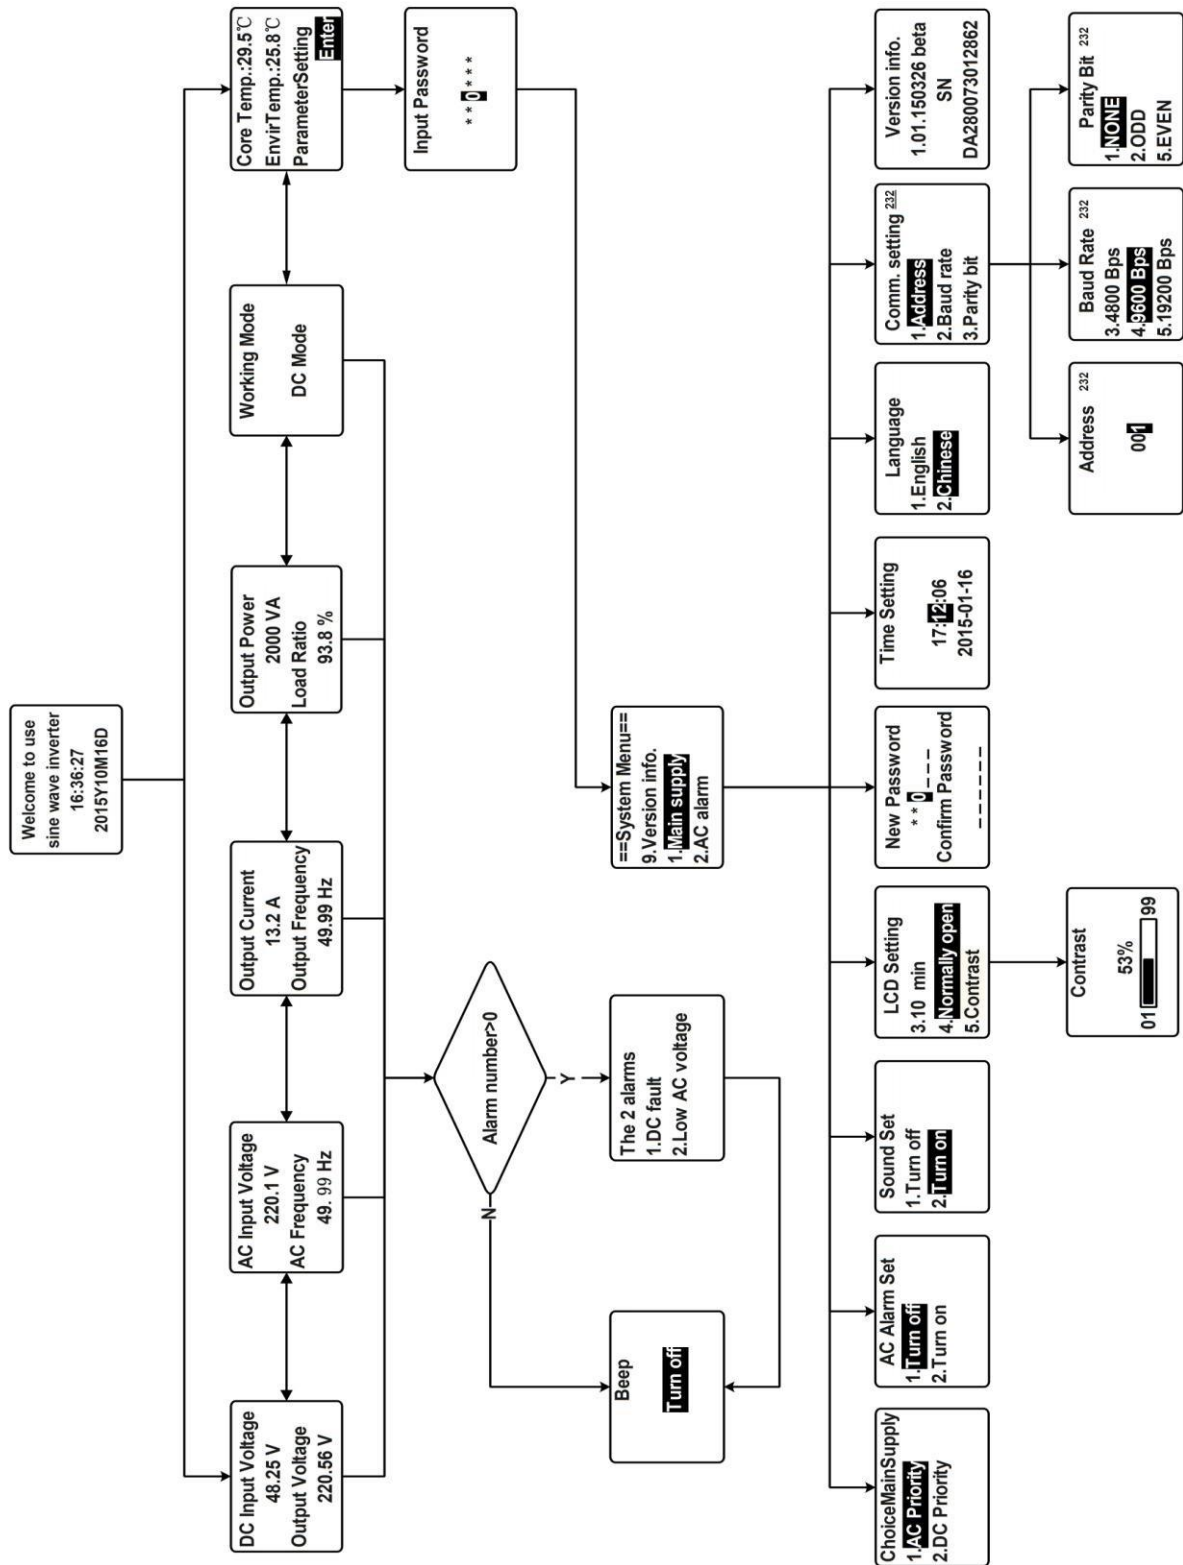 Welcome to use
sine wave inverter
16:36:27
2015Y10M16D
DC Input Voltage
48.25 V
Output Voltage
220.56 V
AC Input Voltage
220.1 V
AC Frequency
49. 99 Hz
Output Current
13.2 A
Output Frequency
49.99 Hz
Output Power
2000 VA
Load Ratio
93.8 %
Working Mode
DC Mode
Core Temp.:29.5℃
EnvirTemp.:25.8℃
ParameterSetting
Enter
Alarm number>0
N
Y
Input Password
**0***
Beep
Turn off
The 2 alarms
1.DC fault
2.Low AC voltage
==System Menu==
9.Version info.
1.Main supply
2.AC alarm
ChoiceMainSupply
1.AC Priority
2.DC Priority
AC Alarm Set
1.Turn off
2.Turn on
Sound Set
1.Turn off
2.Turn on
LCD Setting
3.10 min
4.Normally open
5.Contrast
New Password
**0___
Confirm Password
______
Time Setting
17:12:06
2015-01-16
Language
1.English
2.Chinese
Comm. setting 232
1.Address
2.Baud rate
3.Parity bit
Version info.
1.01.150326 beta
SN
DA280073012862
Contrast
53%
01 99
Address 232
001
Baud Rate 232
3.4800 Bps
4.9600 Bps
5.19200 Bps
Parity Bit 232
1.NONE
2.ODD
5.EVEN